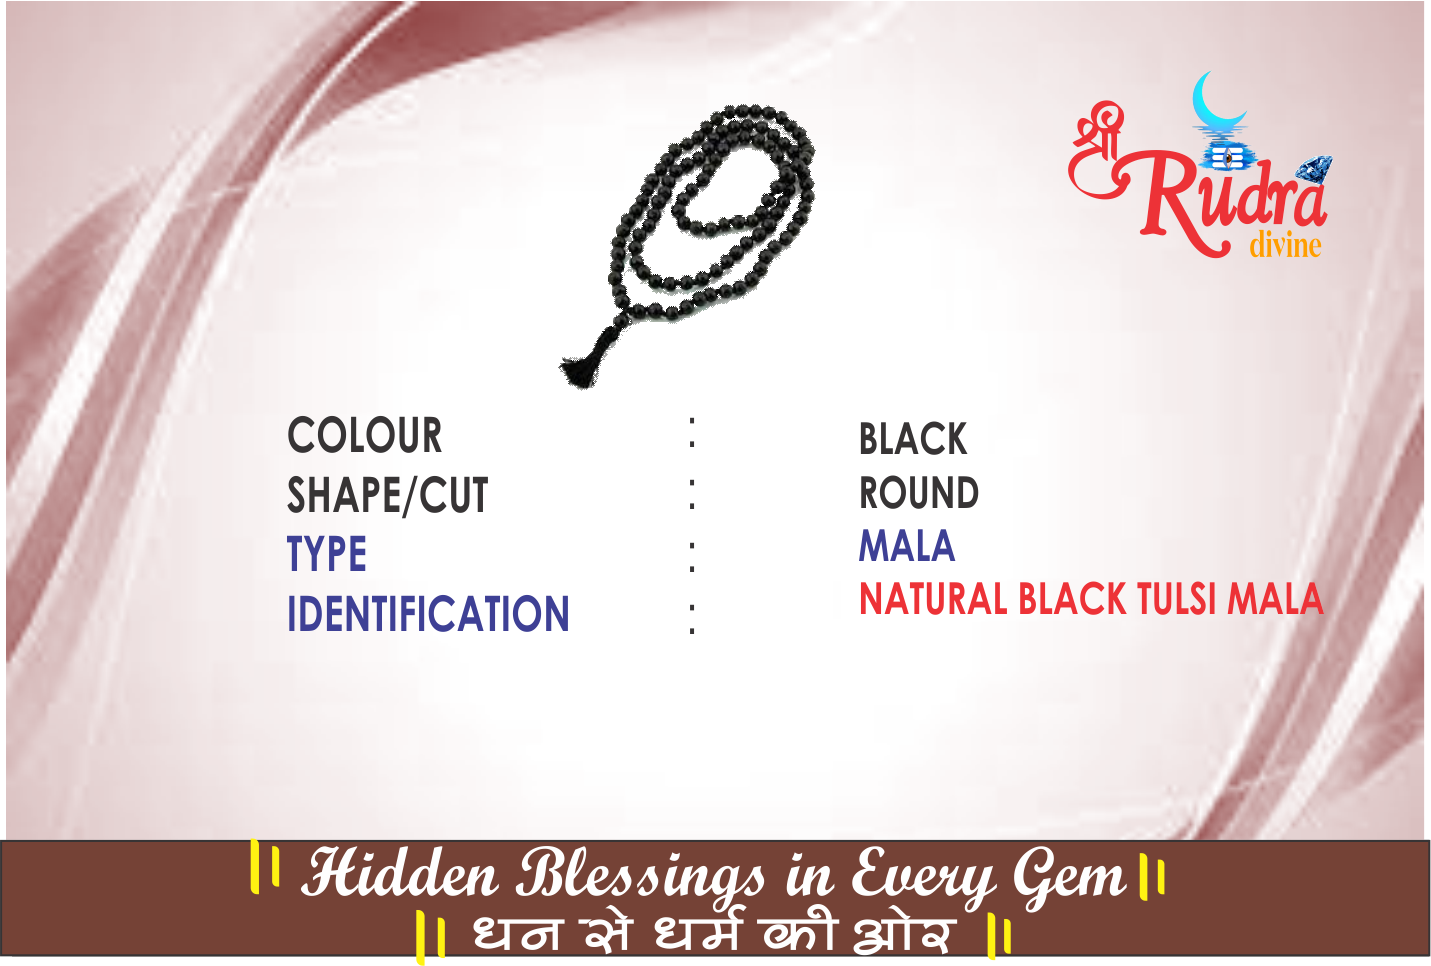 श्री
Rudra
divine
COLOUR : BLACK
SHAPE/CUT : ROUND
TYPE : MALA
IDENTIFICATION : NATURAL BLACK TULSI MALA
|| Hidden Blessings in Every Gem ||
|| धन से धर्म की ओर ||